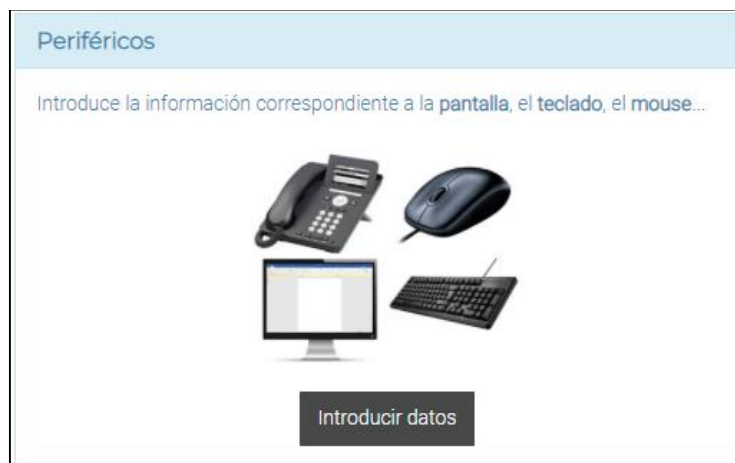 Periféricos
Introduce la información correspondiente a la pantalla, el teclado, el mouse...
Introducir datos